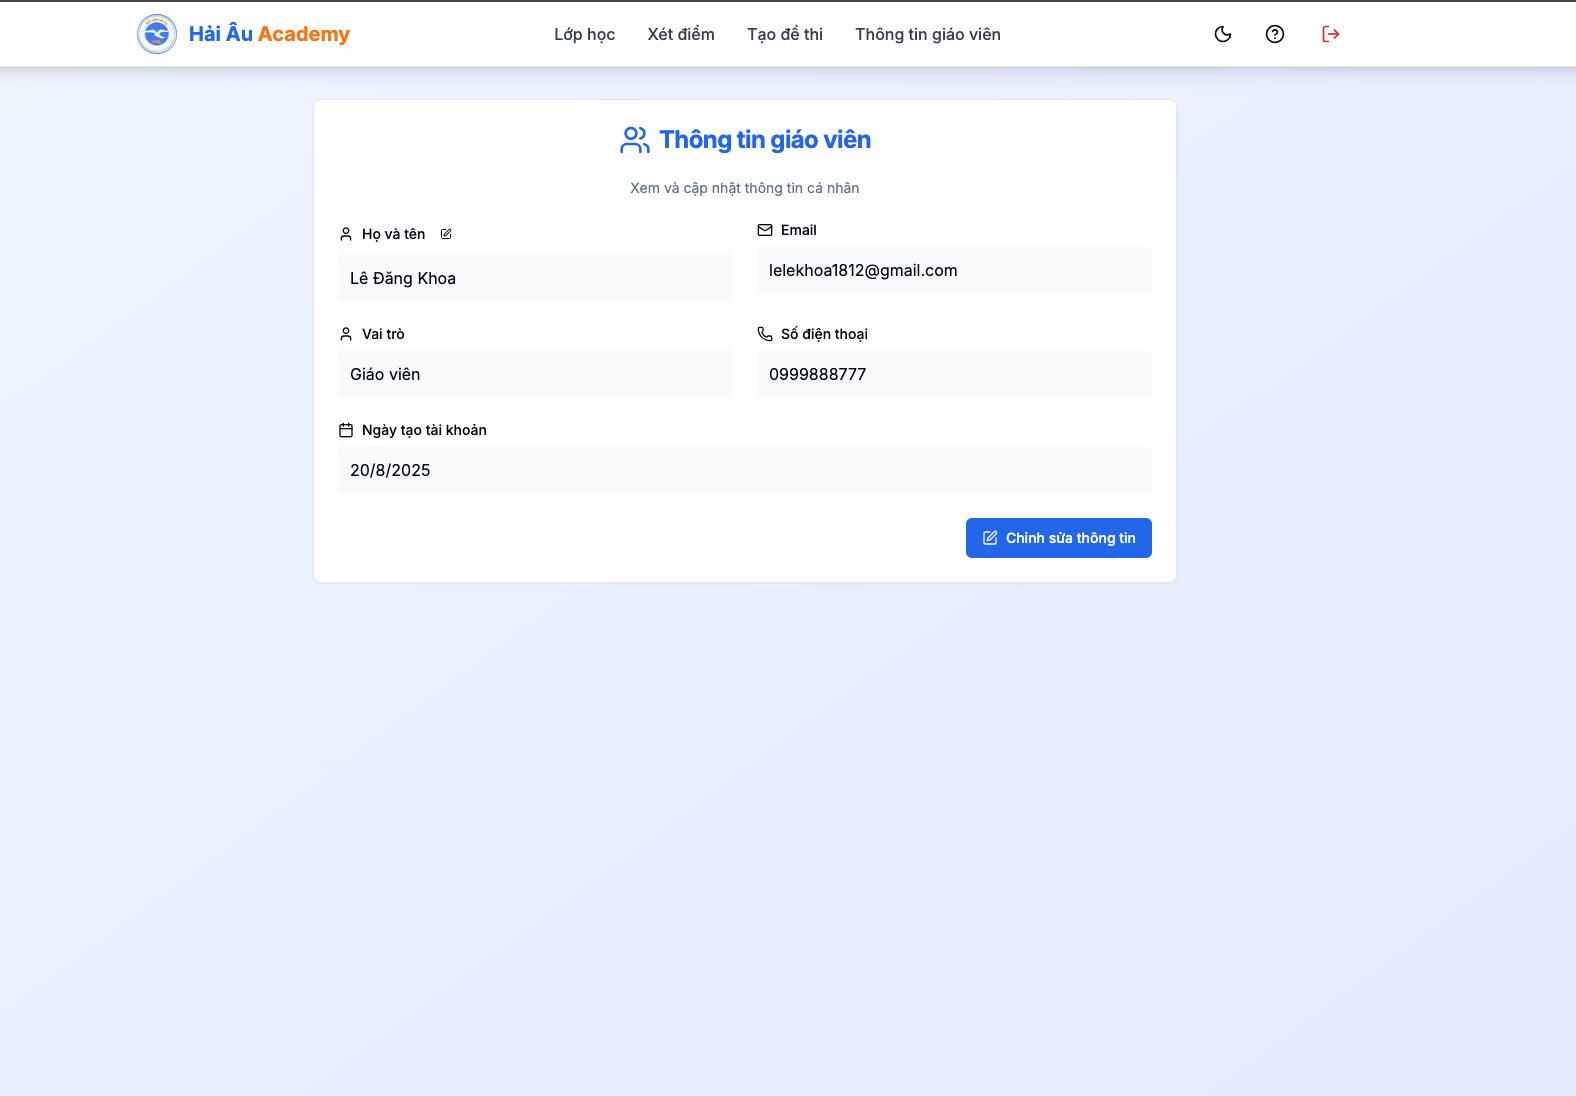 Hải Âu Academy
Lớp học
Xét điểm
Tạo đề thi
Thông tin giáo viên
Thông tin giáo viên
Xem và cập nhật thông tin cá nhân
Họ và tên
Lê Đăng Khoa
Email
lelekhoa1812@gmail.com
Vai trò
Giáo viên
Số điện thoại
0999888777
Ngày tạo tài khoản
20/8/2025
Chỉnh sửa thông tin